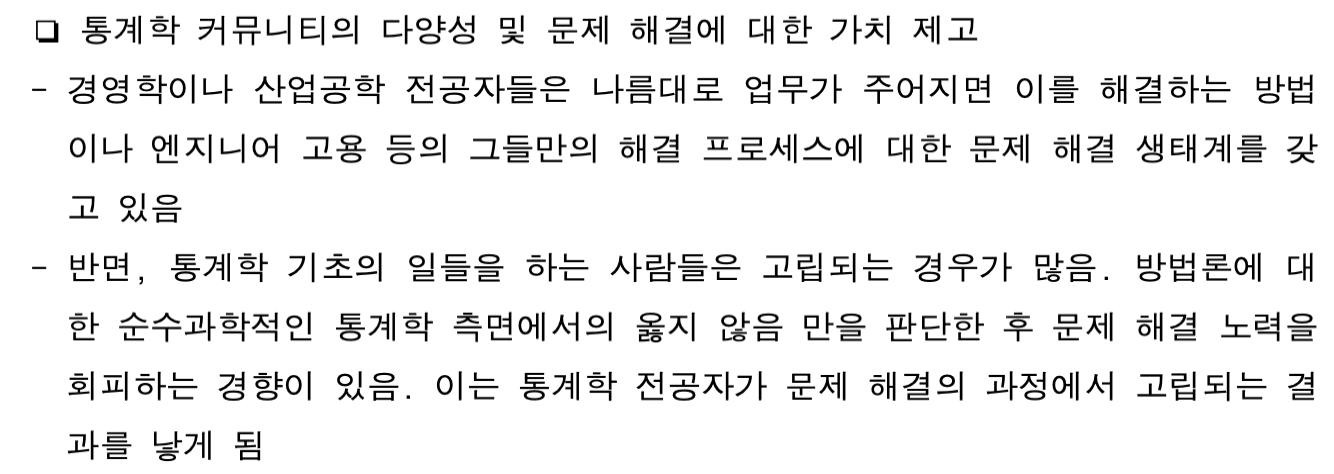 ❏ 통계학 커뮤니티의 다양성 및 문제 해결에 대한 가치 제고
- 경영학이나 산업공학 전공자들은 나름대로 업무가 주어지면 이를 해결하는 방법
이나 엔지니어 고용 등의 그들만의 해결 프로세스에 대한 문제 해결 생태계를 갖
고 있음
- 반면, 통계학 기초의 일들을 하는 사람들은 고립되는 경우가 많음. 방법론에 대
한 순수과학적인 통계학 측면에서의 옳지 않음 만을 판단한 후 문제 해결 노력을
회피하는 경향이 있음. 이는 통계학 전공자가 문제 해결의 과정에서 고립되는 결
과를 낳게 됨